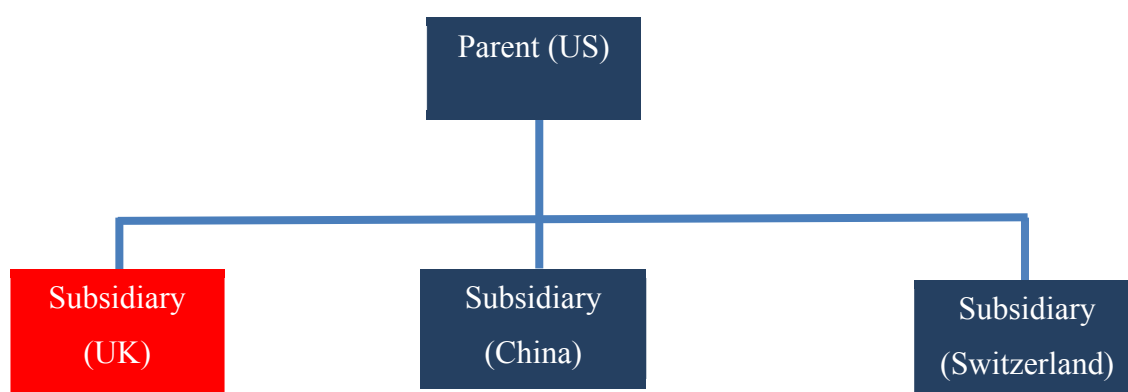 Parent (US)
Subsidiary
(UK)
Subsidiary
(China)
Subsidiary
(Switzerland)